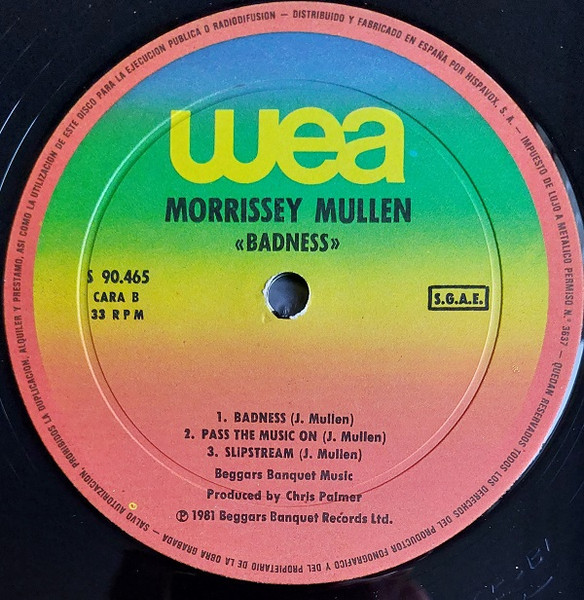 wea
MORRISSEY MULLEN
«BADNESS»
S 90.465
CARA B
33 RPM
S.G.A.E.
1. BADNESS (J. Mullen)
2. PASS THE MUSIC ON (J. Mullen)
3. SLIPSTREAM (J. Mullen)
Beggars Banquet Music
Produced by Chris Palmer
Ⓟ 1981 Beggars Banquet Records Ltd.
SALVO AUTORIZACION, PROHIBIDOS LA DUPLICACION, ALQUILER Y PRESTAMO, ASI COMO LA UTILIZACION DE ESTE DISCO PARA LA EJECUCION PUBLICA O RADIODIFUSION — DISTRIBUIDO Y FABRICADO EN ESPAÑA POR HISPAVOX, S. A. — IMPUESTO DE LUJO A METALICO PERMISO N.º 3637 — QUEDAN RESERVADOS TODOS LOS DERECHOS DEL PRODUCTOR FONOGRAFICO Y DEL PROPIETARIO DE LA OBRA GRABADA —